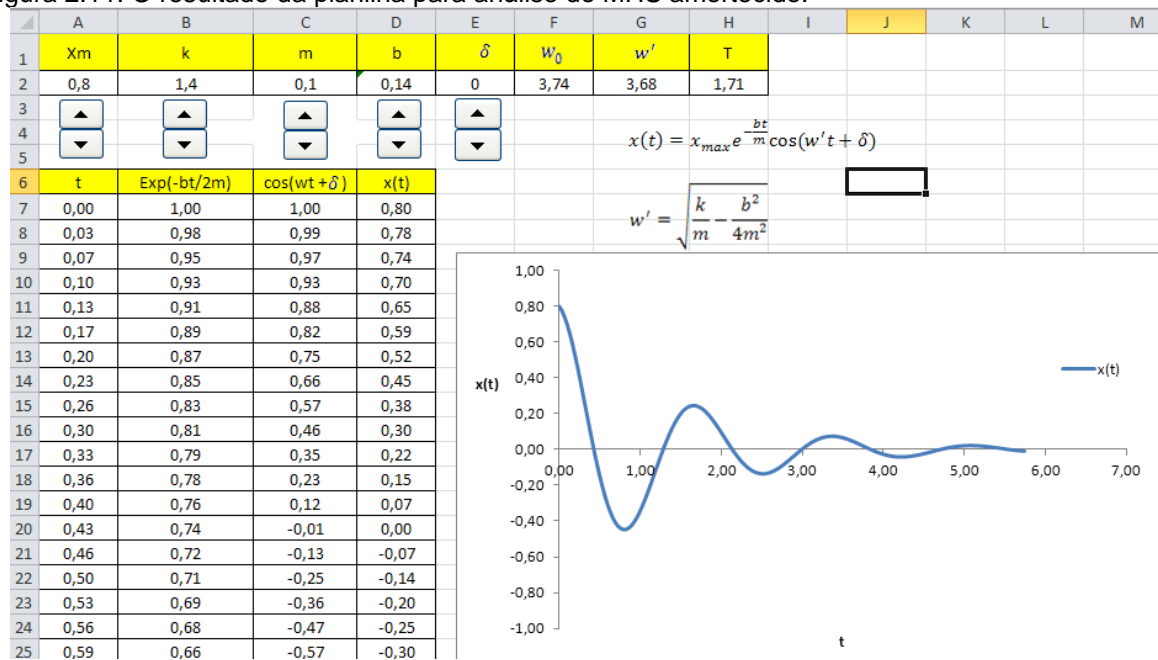 gura 2.11: O resultado da planilha para análise do MHS amortecido.
A B C D E F G H I J K L M
1 Xm k m b δ W₀ w′ T
2 0,8 1,4 0,1 0,14 0 3,74 3,68 1,71
3
4 x(t) = xₘₐₓe^(-bt/m) cos(w′t + δ)
5
6 t Exp(-bt/2m) cos(wt+δ) x(t)
7 0,00 1,00 1,00 0,80
w′ = √(k/m − b²/4m²)
8 0,03 0,98 0,99 0,78
9 0,07 0,95 0,97 0,74
10 0,10 0,93 0,93 0,70
11 0,13 0,91 0,88 0,65
12 0,17 0,89 0,82 0,59
13 0,20 0,87 0,75 0,52
14 0,23 0,85 0,66 0,45
15 0,26 0,83 0,57 0,38
16 0,30 0,81 0,46 0,30
17 0,33 0,79 0,35 0,22
18 0,36 0,78 0,23 0,15
19 0,40 0,76 0,12 0,07
20 0,43 0,74 -0,01 0,00
21 0,46 0,72 -0,13 -0,07
22 0,50 0,71 -0,25 -0,14
23 0,53 0,69 -0,36 -0,20
24 0,56 0,68 -0,47 -0,25
25 0,59 0,66 -0,57 -0,30
1,00
0,80
0,60
x(t) 0,40 x(t)
0,20
0,00
0,00 1,00 2,00 3,00 4,00 5,00 6,00 7,00
-0,20
-0,40
-0,60
-0,80
-1,00
t